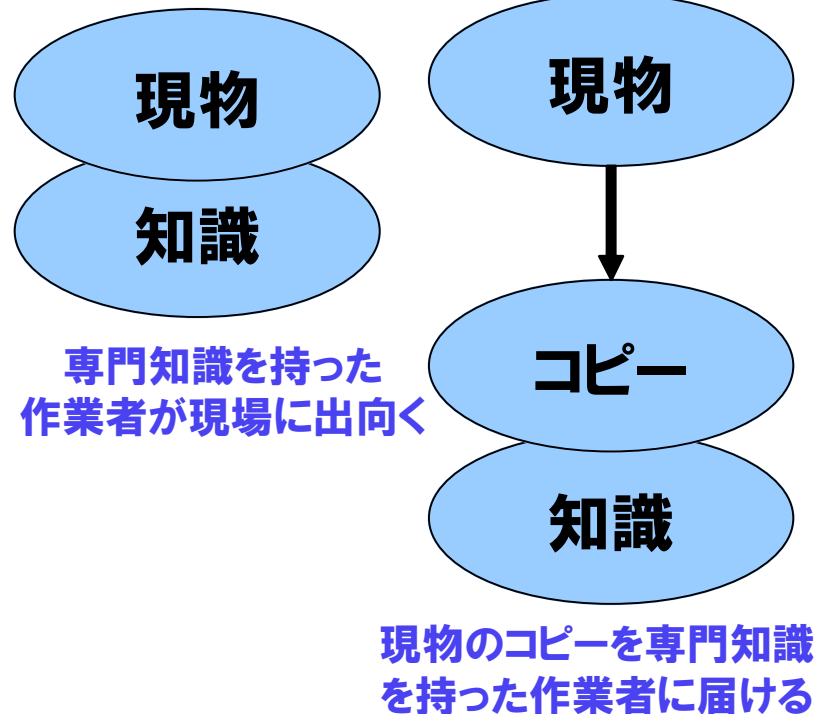 現物
知識
専門知識を持った
作業者が現場に出向く
現物
コピー
知識
現物のコピーを専門知識
を持った作業者に届ける